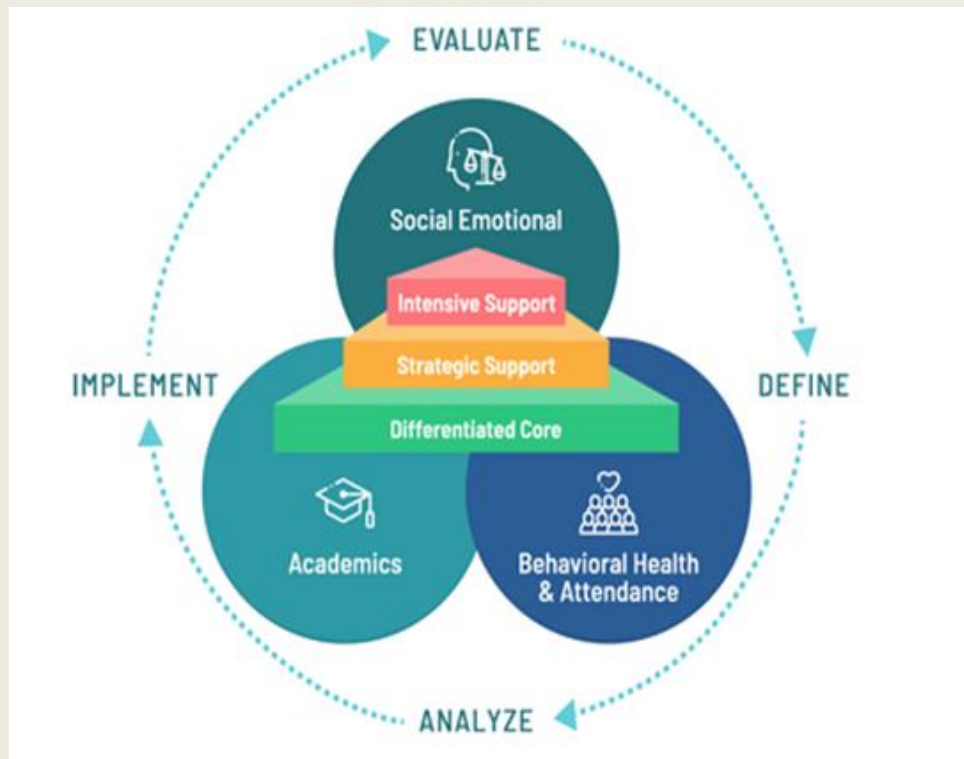 EVALUATE
Social Emotional
Intensive Support
Strategic Support
IMPLEMENT
DEFINE
Differentiated Core
Academics
Behavioral Health
& Attendance
ANALYZE